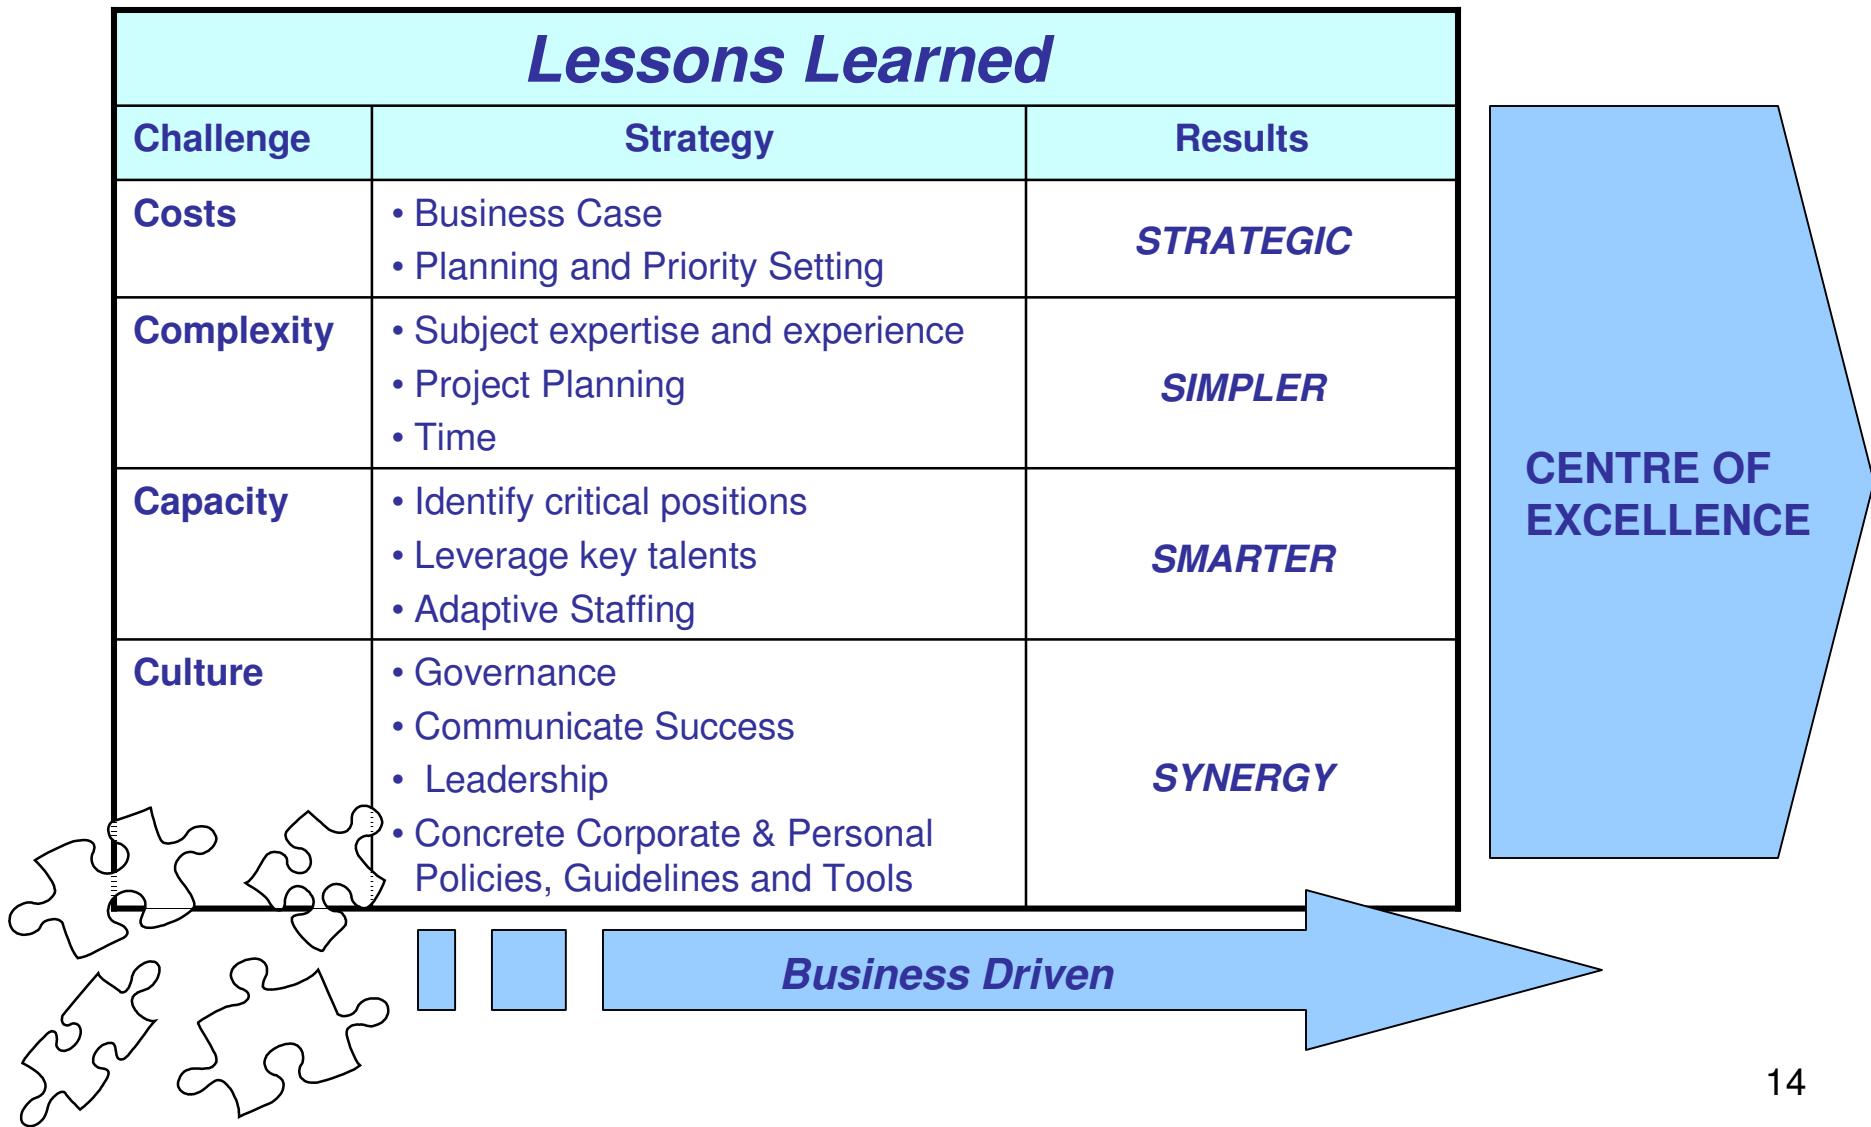 Lessons Learned
Challenge Strategy Results
Costs
• Business Case
• Planning and Priority Setting
STRATEGIC
Complexity
• Subject expertise and experience
• Project Planning
• Time
SIMPLER
Capacity
• Identify critical positions
• Leverage key talents
• Adaptive Staffing
SMARTER
Culture
• Governance
• Communicate Success
• Leadership
• Concrete Corporate & Personal
Policies, Guidelines and Tools
SYNERGY
CENTRE OF
EXCELLENCE
Business Driven
14